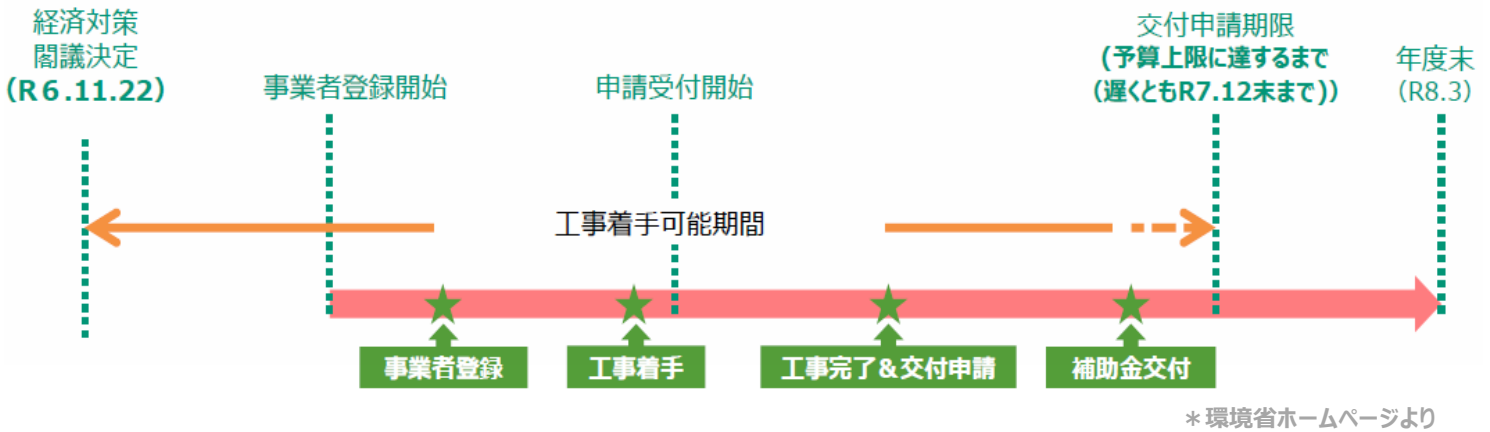 経済対策
閣議決定
(R６.11.22)
事業者登録開始
申請受付開始
交付申請期限
(予算上限に達するまで
(遅くともR7.12末まで))
年度末
(R8.3)
工事着手可能期間
事業者登録
工事着手
工事完了＆交付申請
補助金交付
＊環境省ホームページより